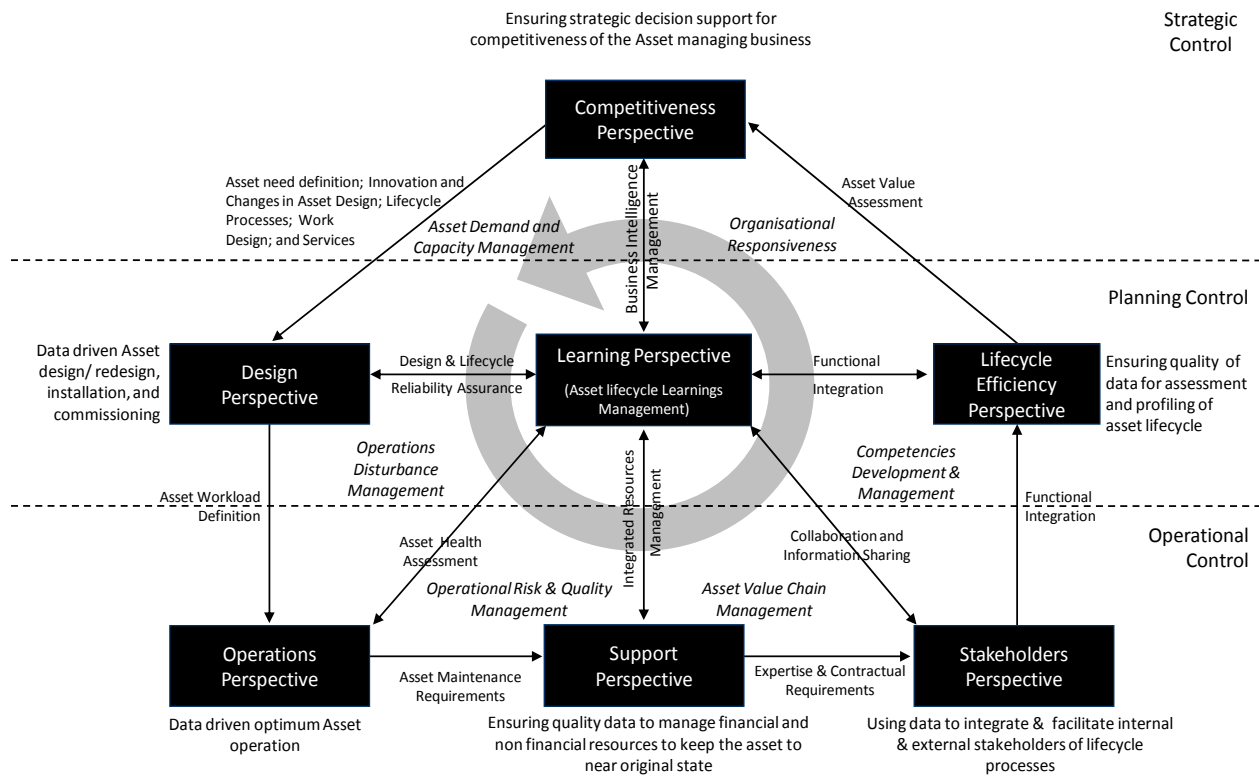 Ensuring strategic decision support for
competitiveness of the Asset managing business
Strategic
Control
Competitiveness
Perspective
Asset need definition; Innovation and
Changes in Asset Design; Lifecycle
Processes; Work
Design; and Services
Asset Demand and
Capacity Management
Business Intelligence
Management
Organisational
Responsiveness
Asset Value
Assessment
Planning Control
Data driven Asset
design/ redesign,
installation, and
commissioning
Design
Perspective
Design & Lifecycle
Reliability Assurance
Learning Perspective
(Asset lifecycle Learnings
Management)
Functional
Integration
Lifecycle
Efficiency
Perspective
Ensuring quality of
data for assessment
and profiling of
asset lifecycle
Operations
Disturbance
Management
Competencies
Development &
Management
Asset Workload
Definition
Integrated Resources
Management
Functional
Integration
Operational
Control
Asset Health
Assessment
Collaboration and
Information Sharing
Operational Risk & Quality
Management
Asset Value Chain
Management
Operations
Perspective
Asset Maintenance
Requirements
Support
Perspective
Expertise & Contractual
Requirements
Stakeholders
Perspective
Data driven optimum Asset
operation
Ensuring quality data to manage financial and
non financial resources to keep the asset to
near original state
Using data to integrate & facilitate internal
& external stakeholders of lifecycle
processes